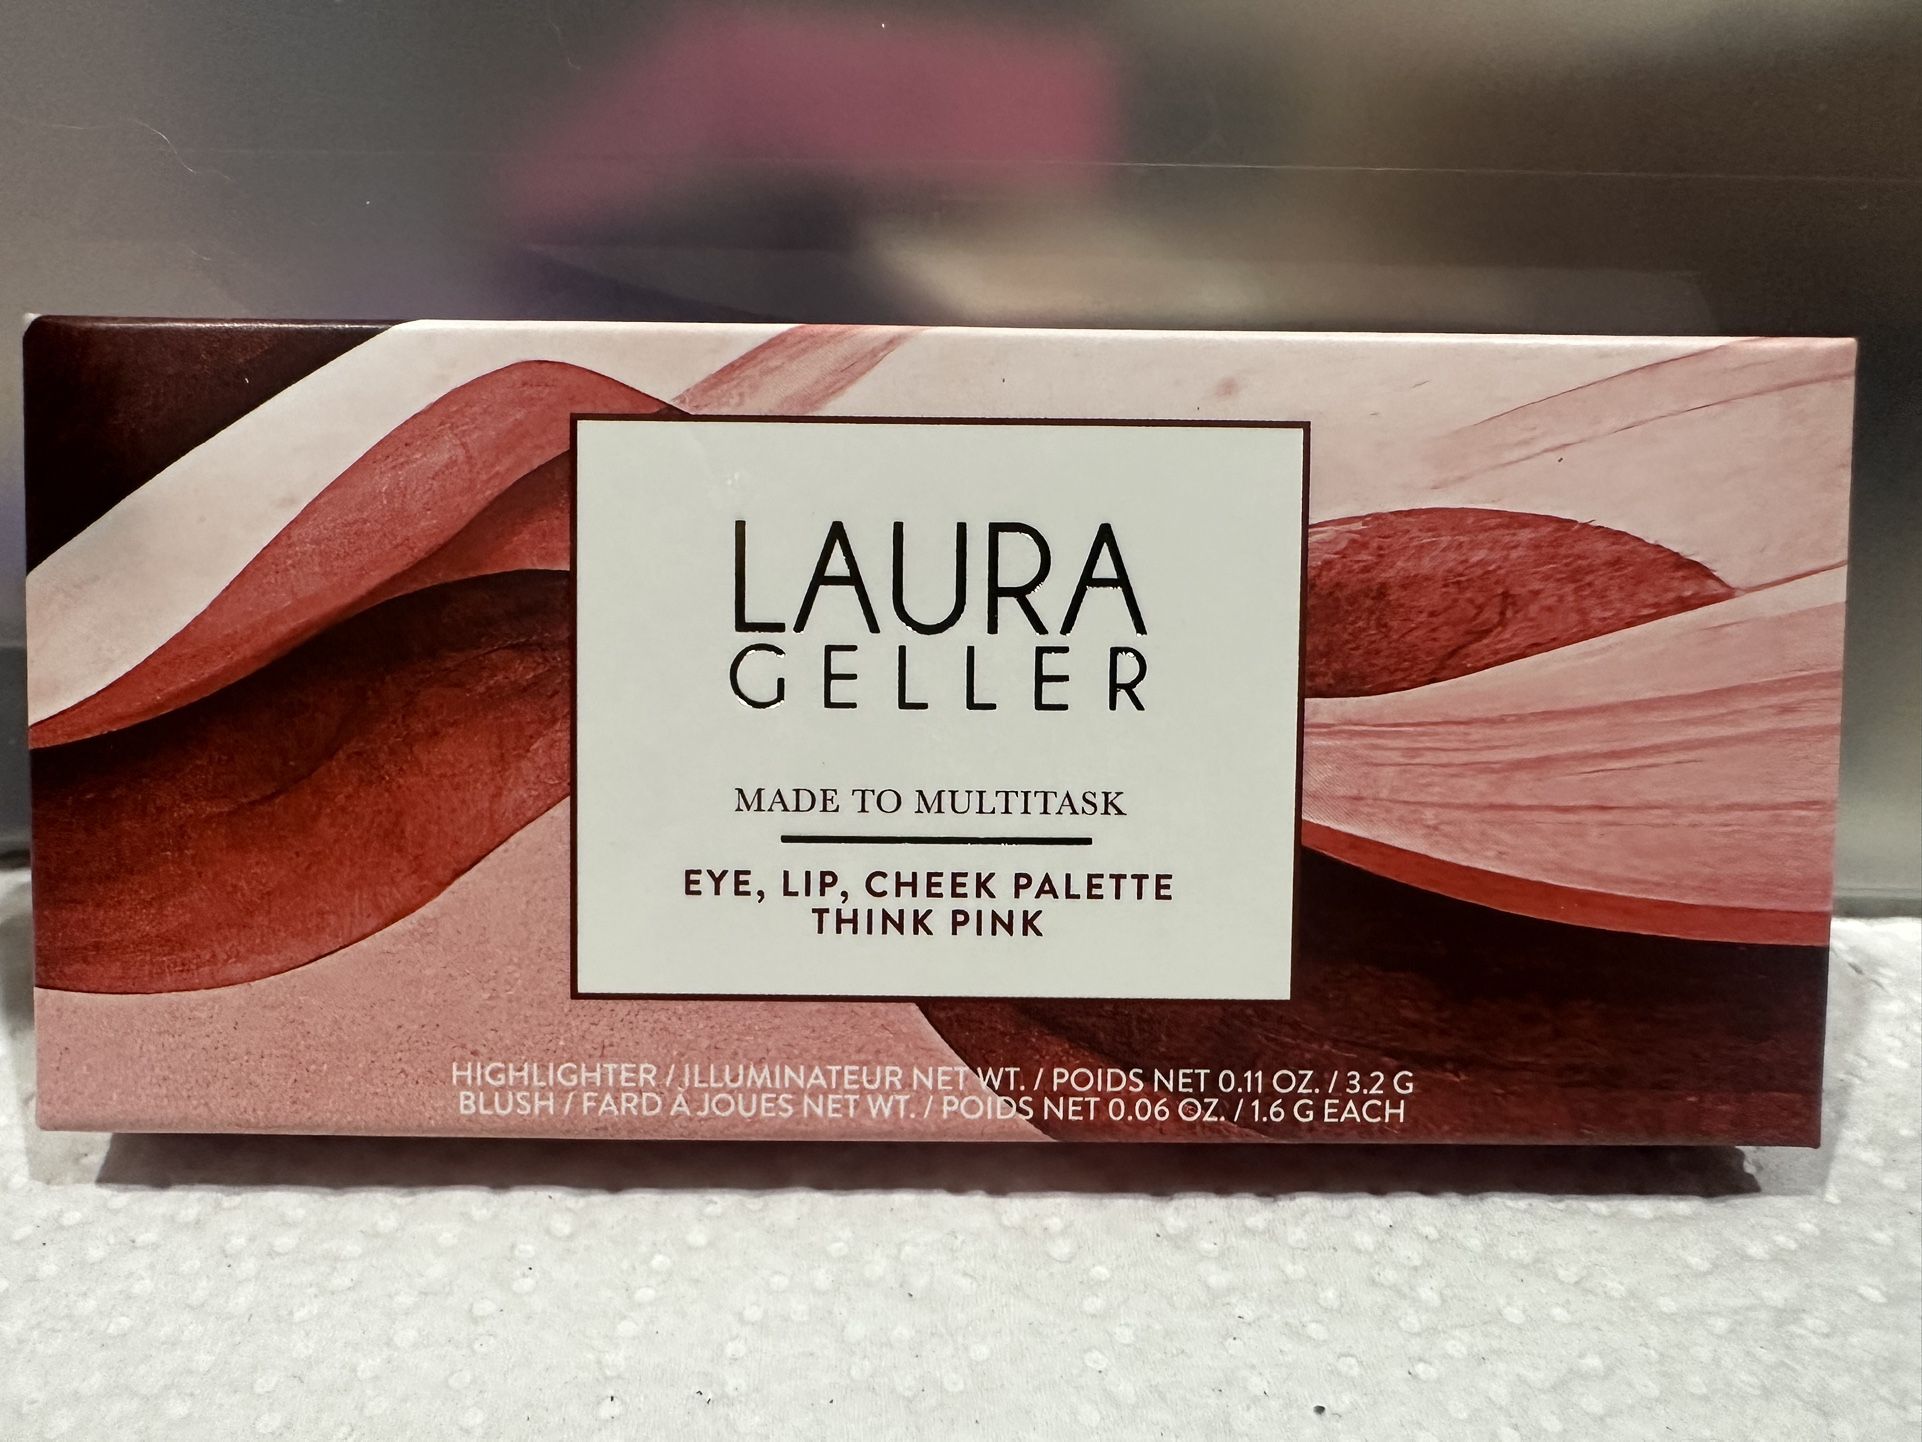 LAURA
GELLER
MADE TO MULTITASK
EYE, LIP, CHEEK PALETTE
THINK PINK
HIGHLIGHTER / ILLUMINATEUR NET WT. / POIDS NET 0.11 OZ. / 3.2 G
BLUSH / FARD À JOUES NET WT. / POIDS NET 0.06 OZ. / 1.6 G EACH